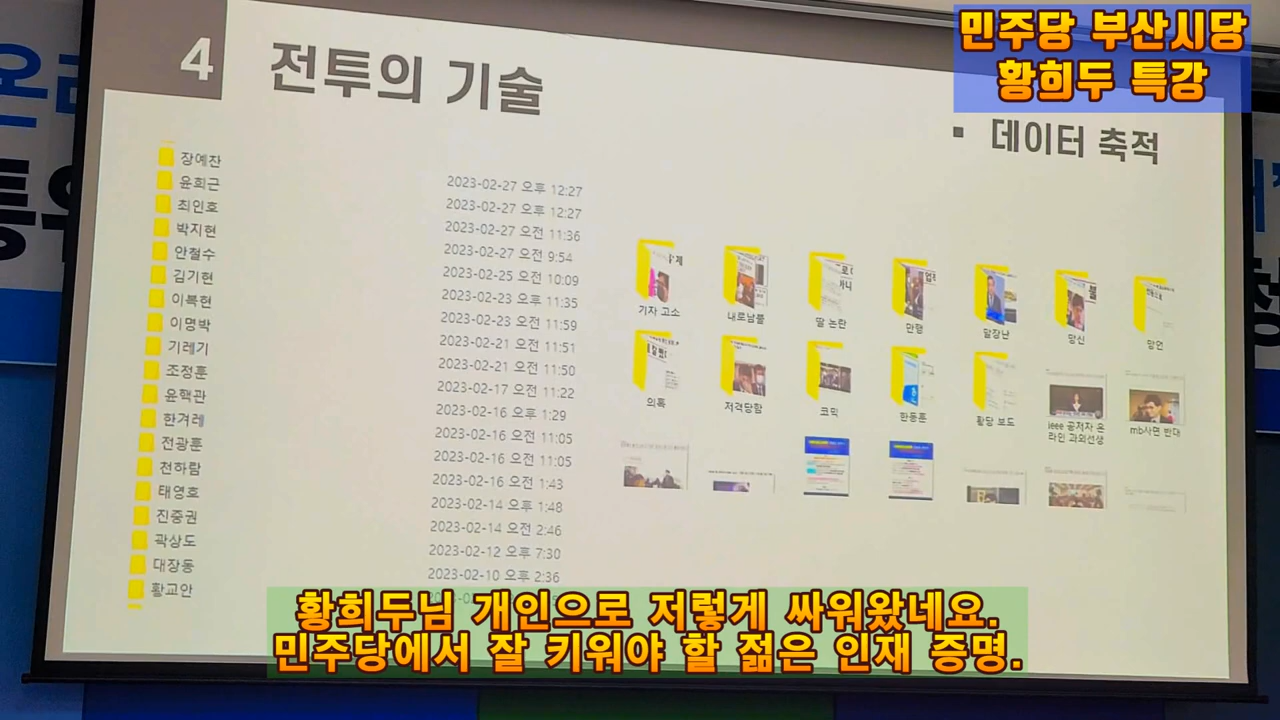 민주당 부산시당
황희두 특강
4 전투의 기술
▪ 데이터 축적
장예찬
윤희근
최인호
박지현
안철수
김기현
이복현
이명박
기레기
조정훈
윤핵관
한겨레
전광훈
천하람
태영호
진중권
곽상도
대장동
황교안
2023-02-27 오후 12:27
2023-02-27 오후 12:27
2023-02-27 오전 11:36
2023-02-27 오전 9:54
2023-02-25 오전 10:09
2023-02-23 오후 11:35
2023-02-23 오전 11:59
2023-02-21 오전 11:51
2023-02-21 오전 11:50
2023-02-17 오전 11:22
2023-02-16 오후 1:29
2023-02-16 오전 11:05
2023-02-16 오전 11:05
2023-02-16 오전 1:43
2023-02-14 오후 1:48
2023-02-14 오전 2:46
2023-02-12 오후 7:30
2023-02-10 오후 2:36
기자 고소
내로남불
딸 논란
만행
말장난
망신
망언
의혹
저격당함
코믹
한동훈
황당 보도
ieee 공저자 온
라인 과외선생
mb사면 반대
황희두님 개인으로 저렇게 싸워왔네요.
민주당에서 잘 키워야 할 젊은 인재 증명.